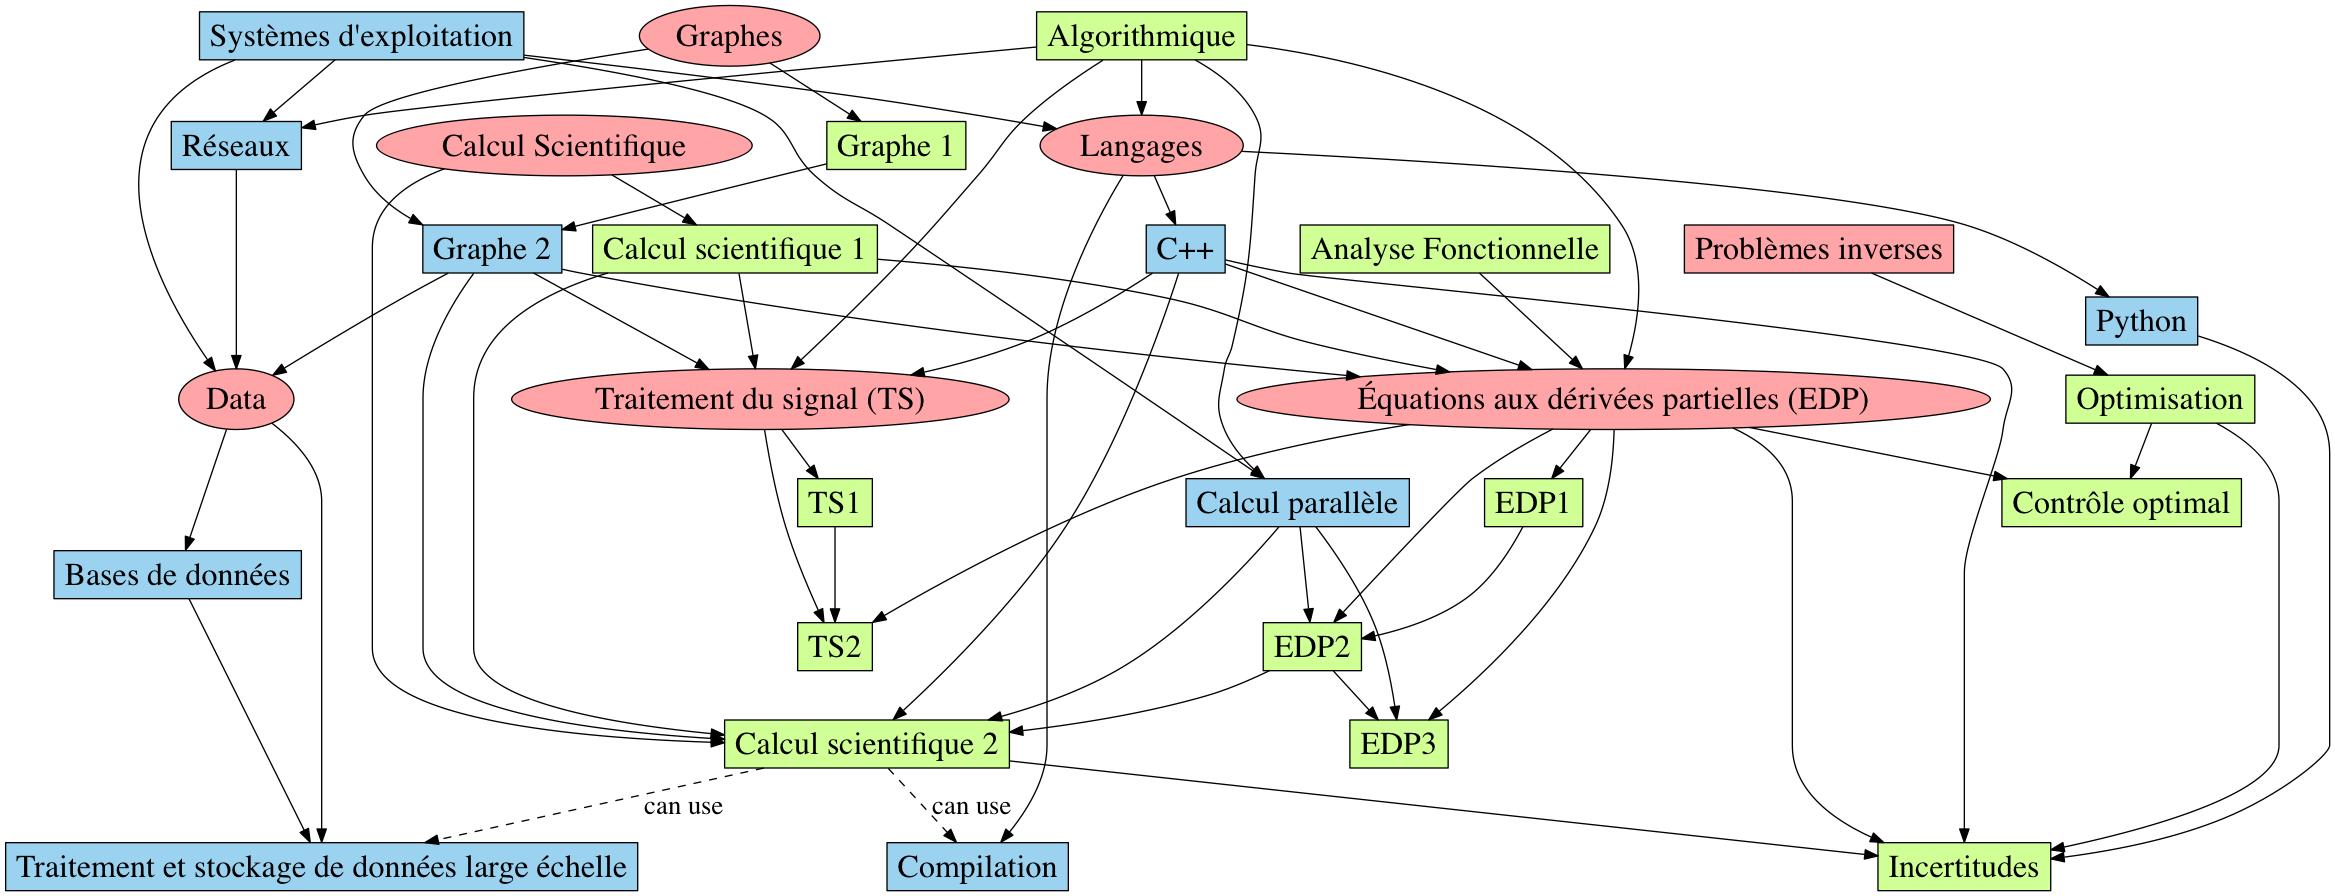 Systèmes d'exploitation
Graphes
Algorithmique
Réseaux
Calcul Scientifique
Graphe 1
Langages
Graphe 2
Calcul scientifique 1
C++
Analyse Fonctionnelle
Problèmes inverses
Python
Data
Traitement du signal (TS)
Équations aux dérivées partielles (EDP)
Optimisation
TS1
Calcul parallèle
EDP1
Contrôle optimal
Bases de données
TS2
EDP2
Calcul scientifique 2
EDP3
can use
can use
Traitement et stockage de données large échelle
Compilation
Incertitudes